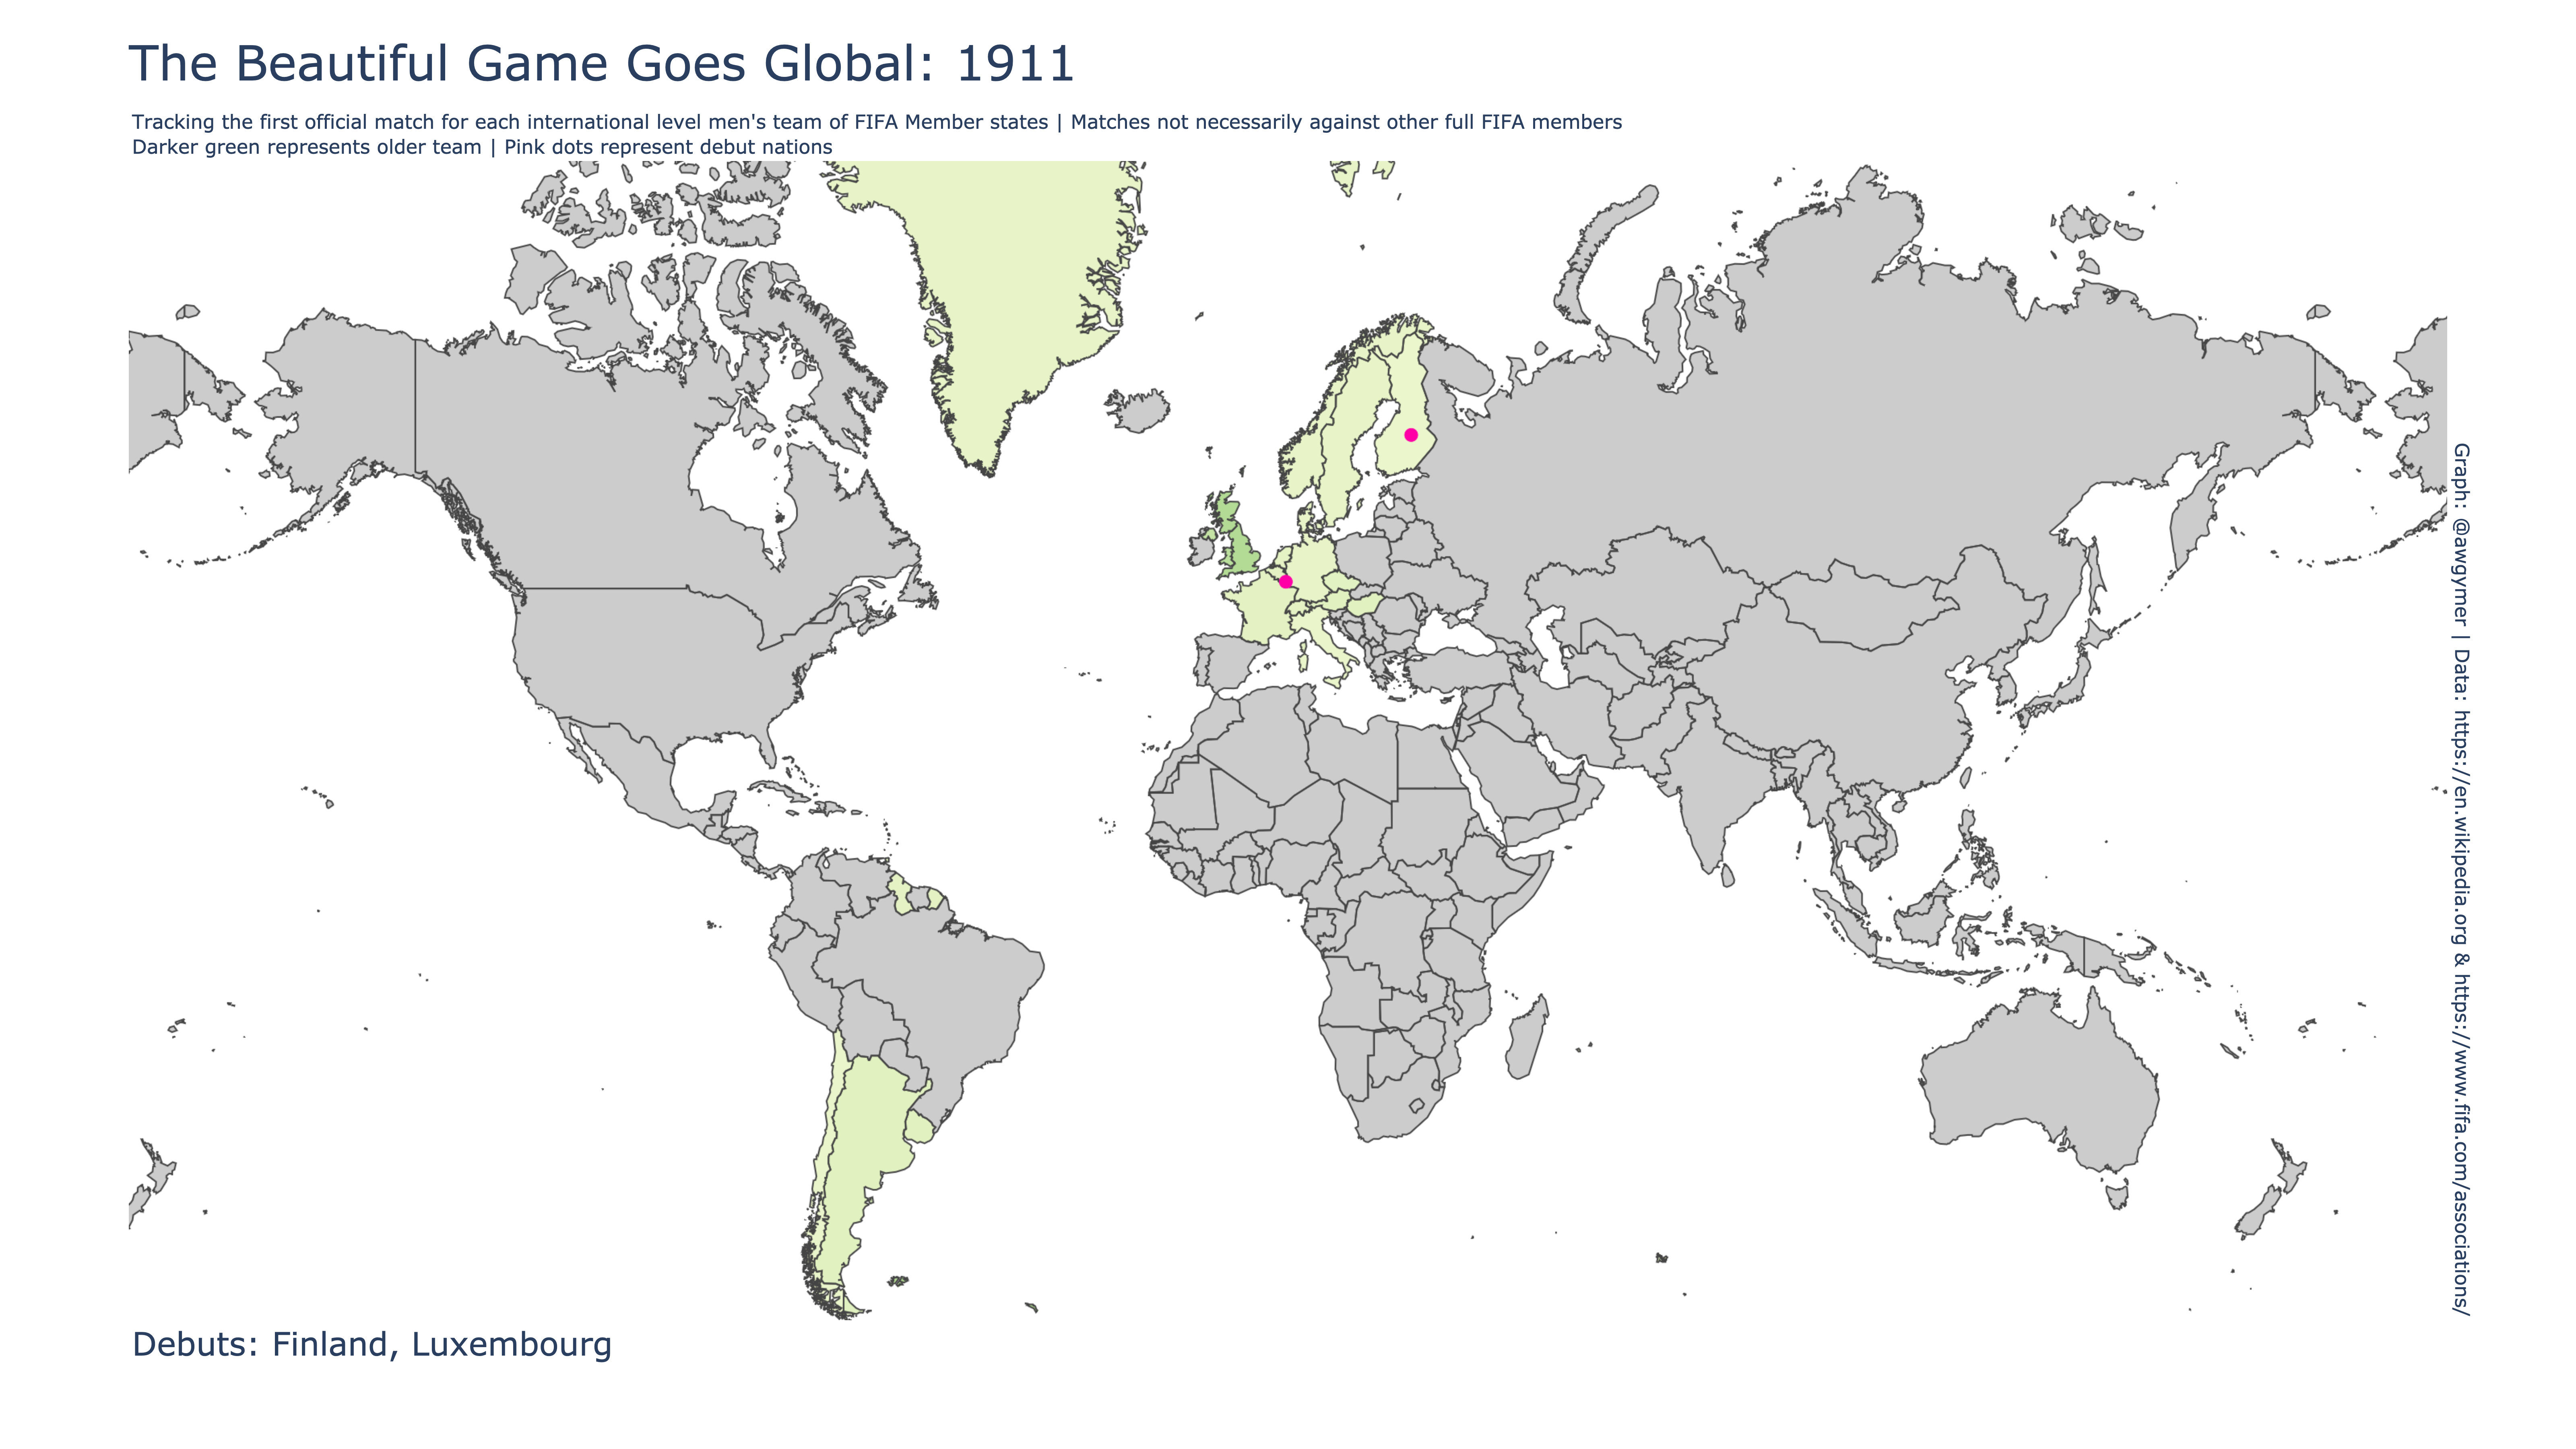 The Beautiful Game Goes Global: 1911
Tracking the first official match for each international level men's team of FIFA Member states | Matches not necessarily against other full FIFA members
Darker green represents older team | Pink dots represent debut nations
Graph: @awgymer | Data: https://en.wikipedia.org & https://www.fifa.com/associations/
Debuts: Finland, Luxembourg